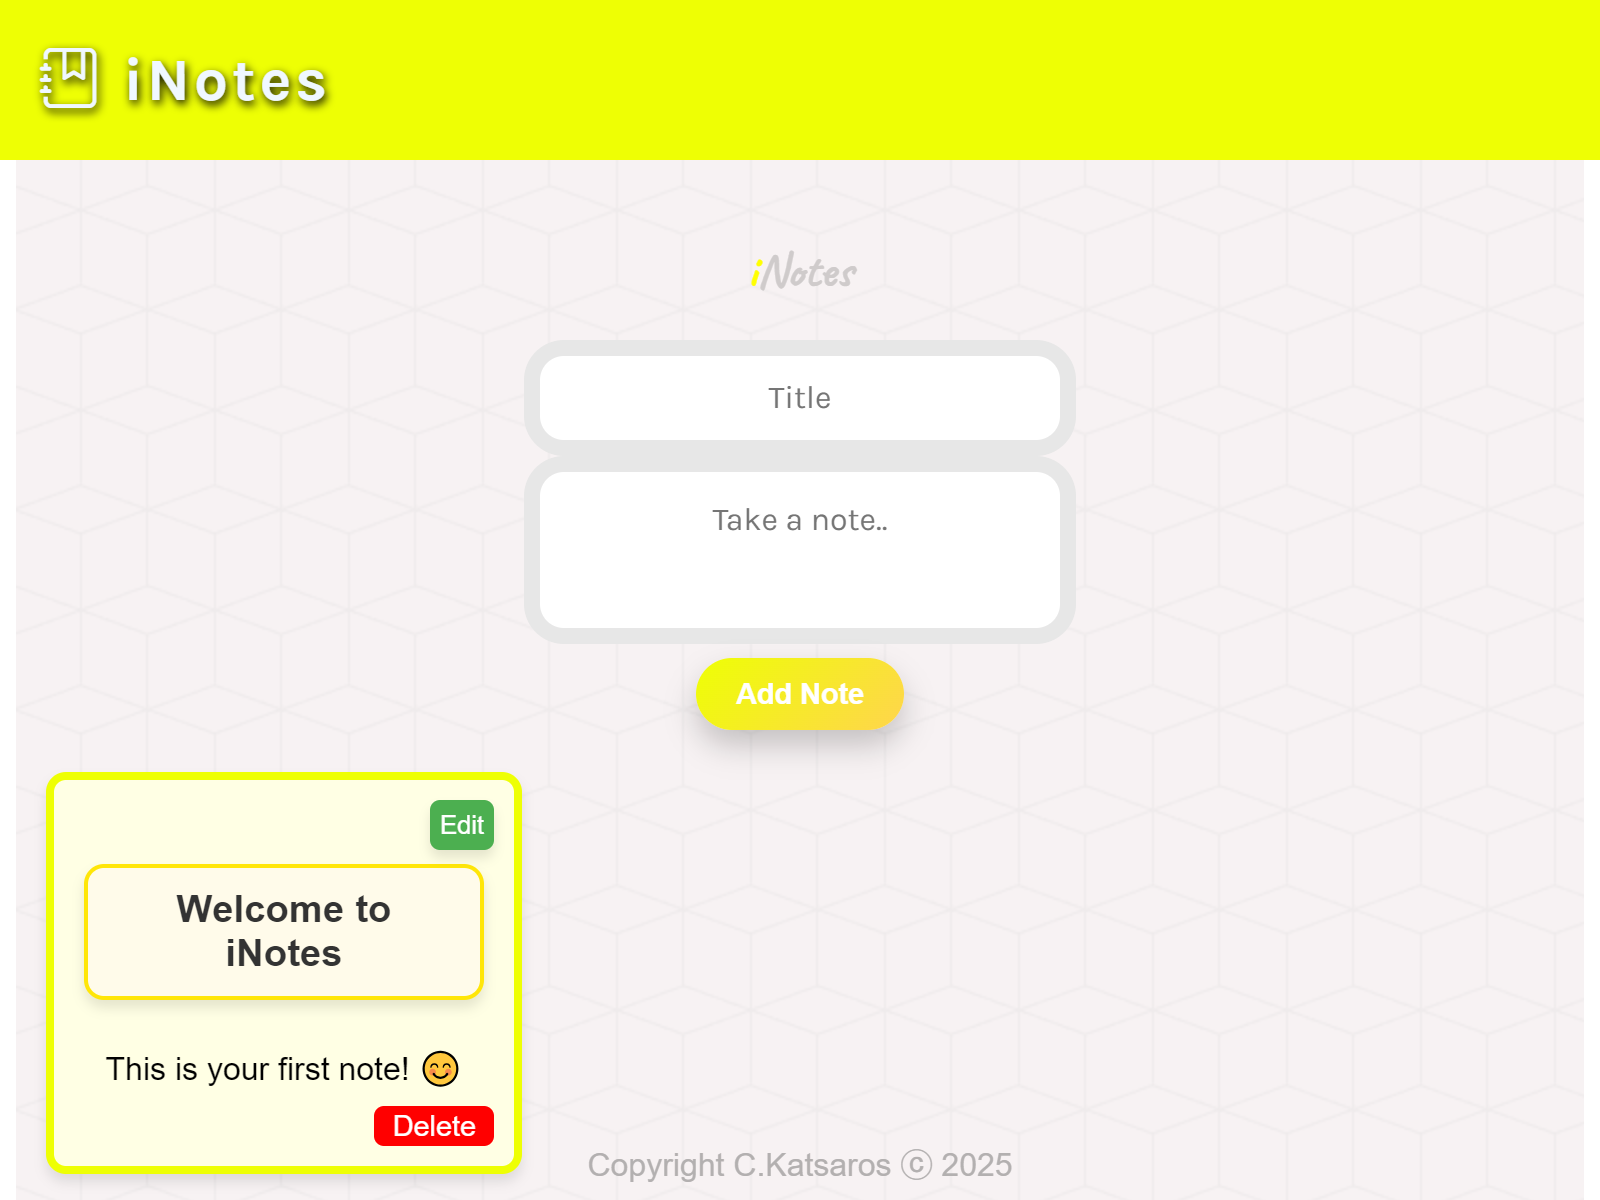 iNotes
iNotes
Title
Take a note..
Add Note
Edit
Welcome to
iNotes
This is your first note! 😊
Delete
Copyright C.Katsaros ⓒ 2025